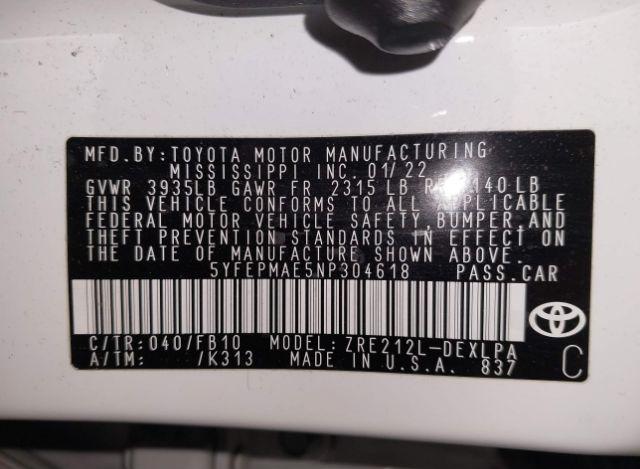 MFD.BY:TOYOTA MOTOR MANUFACTURING
MISSISSIPPI INC. 01/22
GVWR 3935LB GAWR FR 2315 LB 140 LB
THIS VEHICLE CONFORMS TO ALL APPLICABLE
FEDERAL MOTOR VEHICLE SAFETY, BUMPER, AND
THEFT PREVENTION STANDARDS IN EFFECT ON
THE DATE OF MANUFACTURE SHOWN ABOVE.
5YFEPMAE5NP304618 PASS.CAR
C/TR: 040/FB10 MODEL: ZRE212L-DEXLPA
A/TM: /K313 MADE IN U.S.A. 837 C